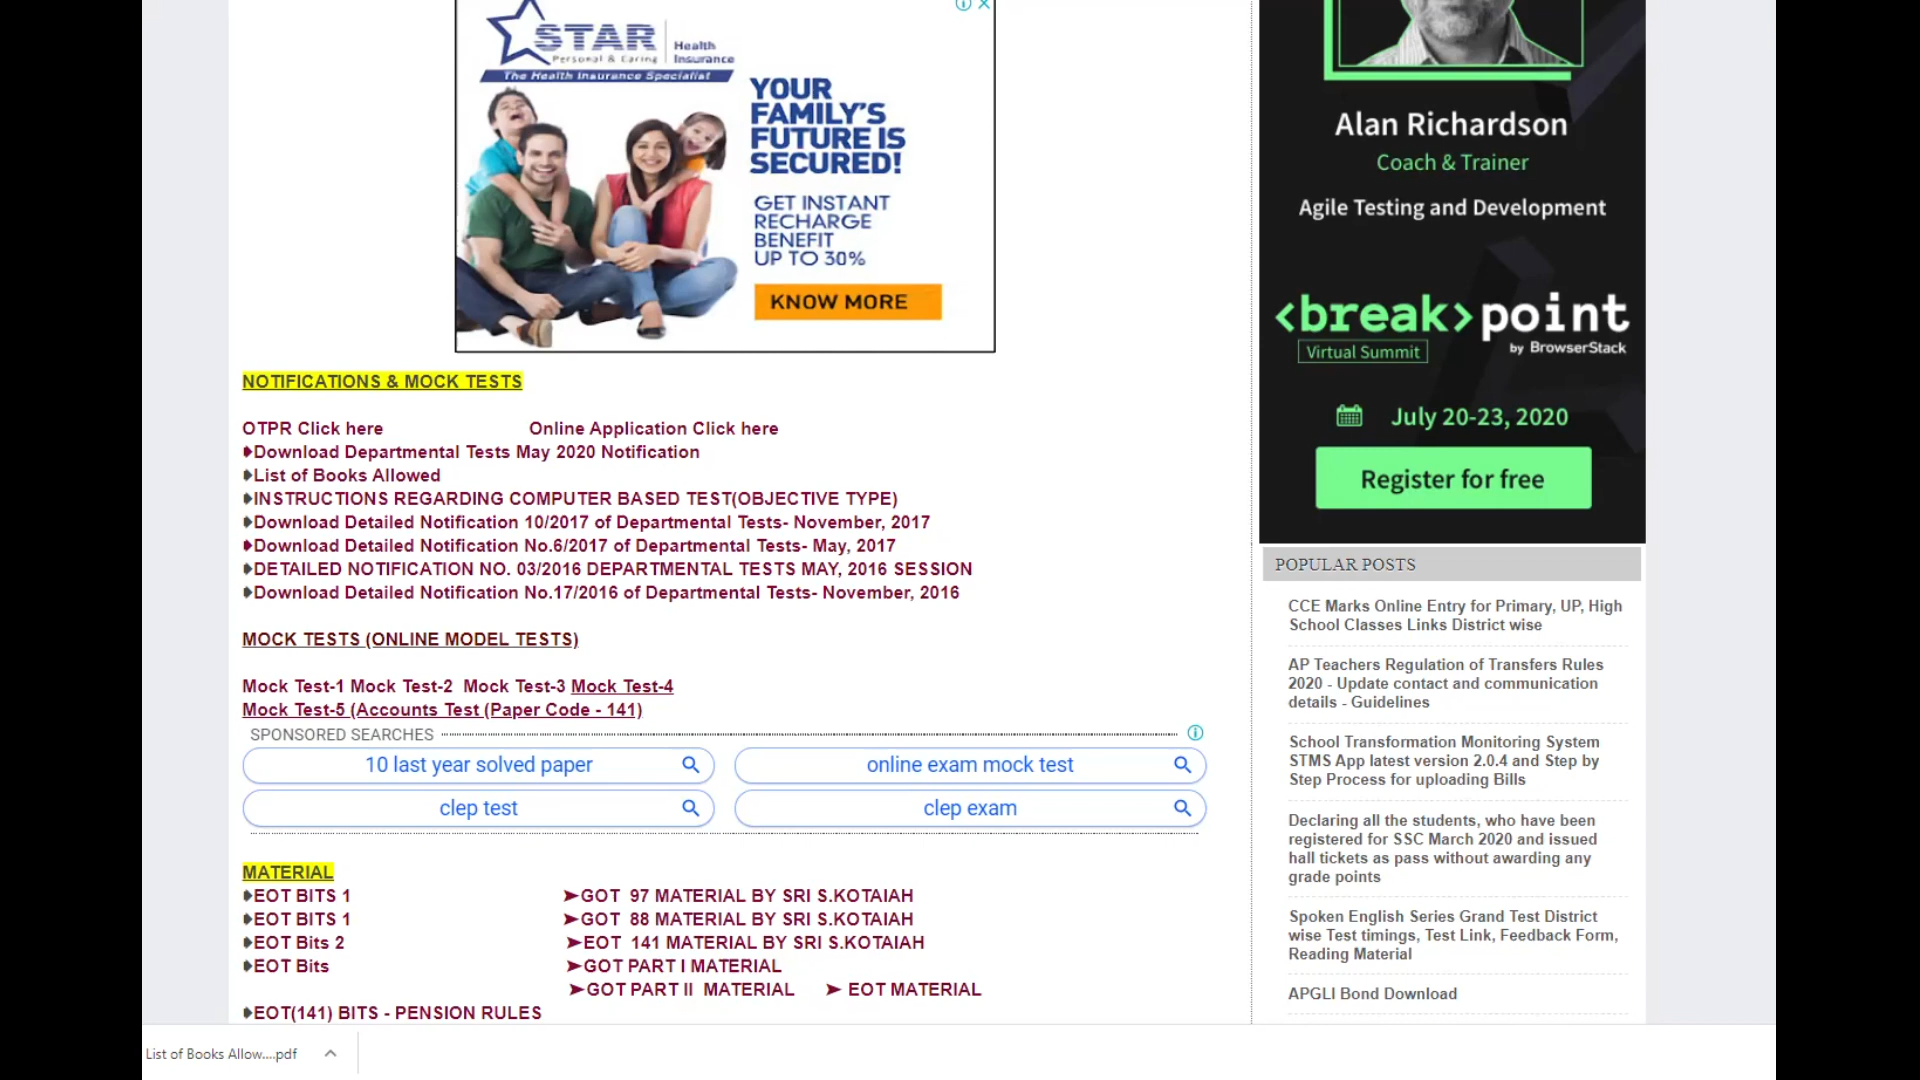 STAR
Health
Insurance
Personal & Caring
The Health Insurance Specialist
YOUR
FAMILY'S
FUTURE IS
SECURED!
GET INSTANT
RECHARGE
BENEFIT
UP TO 30%
KNOW MORE
NOTIFICATIONS & MOCK TESTS
OTPR Click here Online Application Click here
Download Departmental Tests May 2020 Notification
List of Books Allowed
INSTRUCTIONS REGARDING COMPUTER BASED TEST(OBJECTIVE TYPE)
Download Detailed Notification 10/2017 of Departmental Tests- November, 2017
Download Detailed Notification No.6/2017 of Departmental Tests- May, 2017
DETAILED NOTIFICATION NO. 03/2016 DEPARTMENTAL TESTS MAY, 2016 SESSION
Download Detailed Notification No.17/2016 of Departmental Tests- November, 2016
MOCK TESTS (ONLINE MODEL TESTS)
Mock Test-1 Mock Test-2 Mock Test-3 Mock Test-4
Mock Test-5 (Accounts Test (Paper Code - 141)
SPONSORED SEARCHES
10 last year solved paper
online exam mock test
clep test
clep exam
MATERIAL
EOT BITS 1 ➤GOT 97 MATERIAL BY SRI S.KOTAIAH
EOT BITS 1 ➤GOT 88 MATERIAL BY SRI S.KOTAIAH
EOT Bits 2 ➤EOT 141 MATERIAL BY SRI S.KOTAIAH
EOT Bits ➤GOT PART I MATERIAL
➤GOT PART II MATERIAL ➤ EOT MATERIAL
EOT(141) BITS - PENSION RULES
Alan Richardson
Coach & Trainer
Agile Testing and Development
<break>point
Virtual Summit
by BrowserStack
July 20-23, 2020
Register for free
POPULAR POSTS
CCE Marks Online Entry for Primary, UP, High
School Classes Links District wise
AP Teachers Regulation of Transfers Rules
2020 - Update contact and communication
details - Guidelines
School Transformation Monitoring System
STMS App latest version 2.0.4 and Step by
Step Process for uploading Bills
Declaring all the students, who have been
registered for SSC March 2020 and issued
hall tickets as pass without awarding any
grade points
Spoken English Series Grand Test District
wise Test timings, Test Link, Feedback Form,
Reading Material
APGLI Bond Download
List of Books Allow....pdf